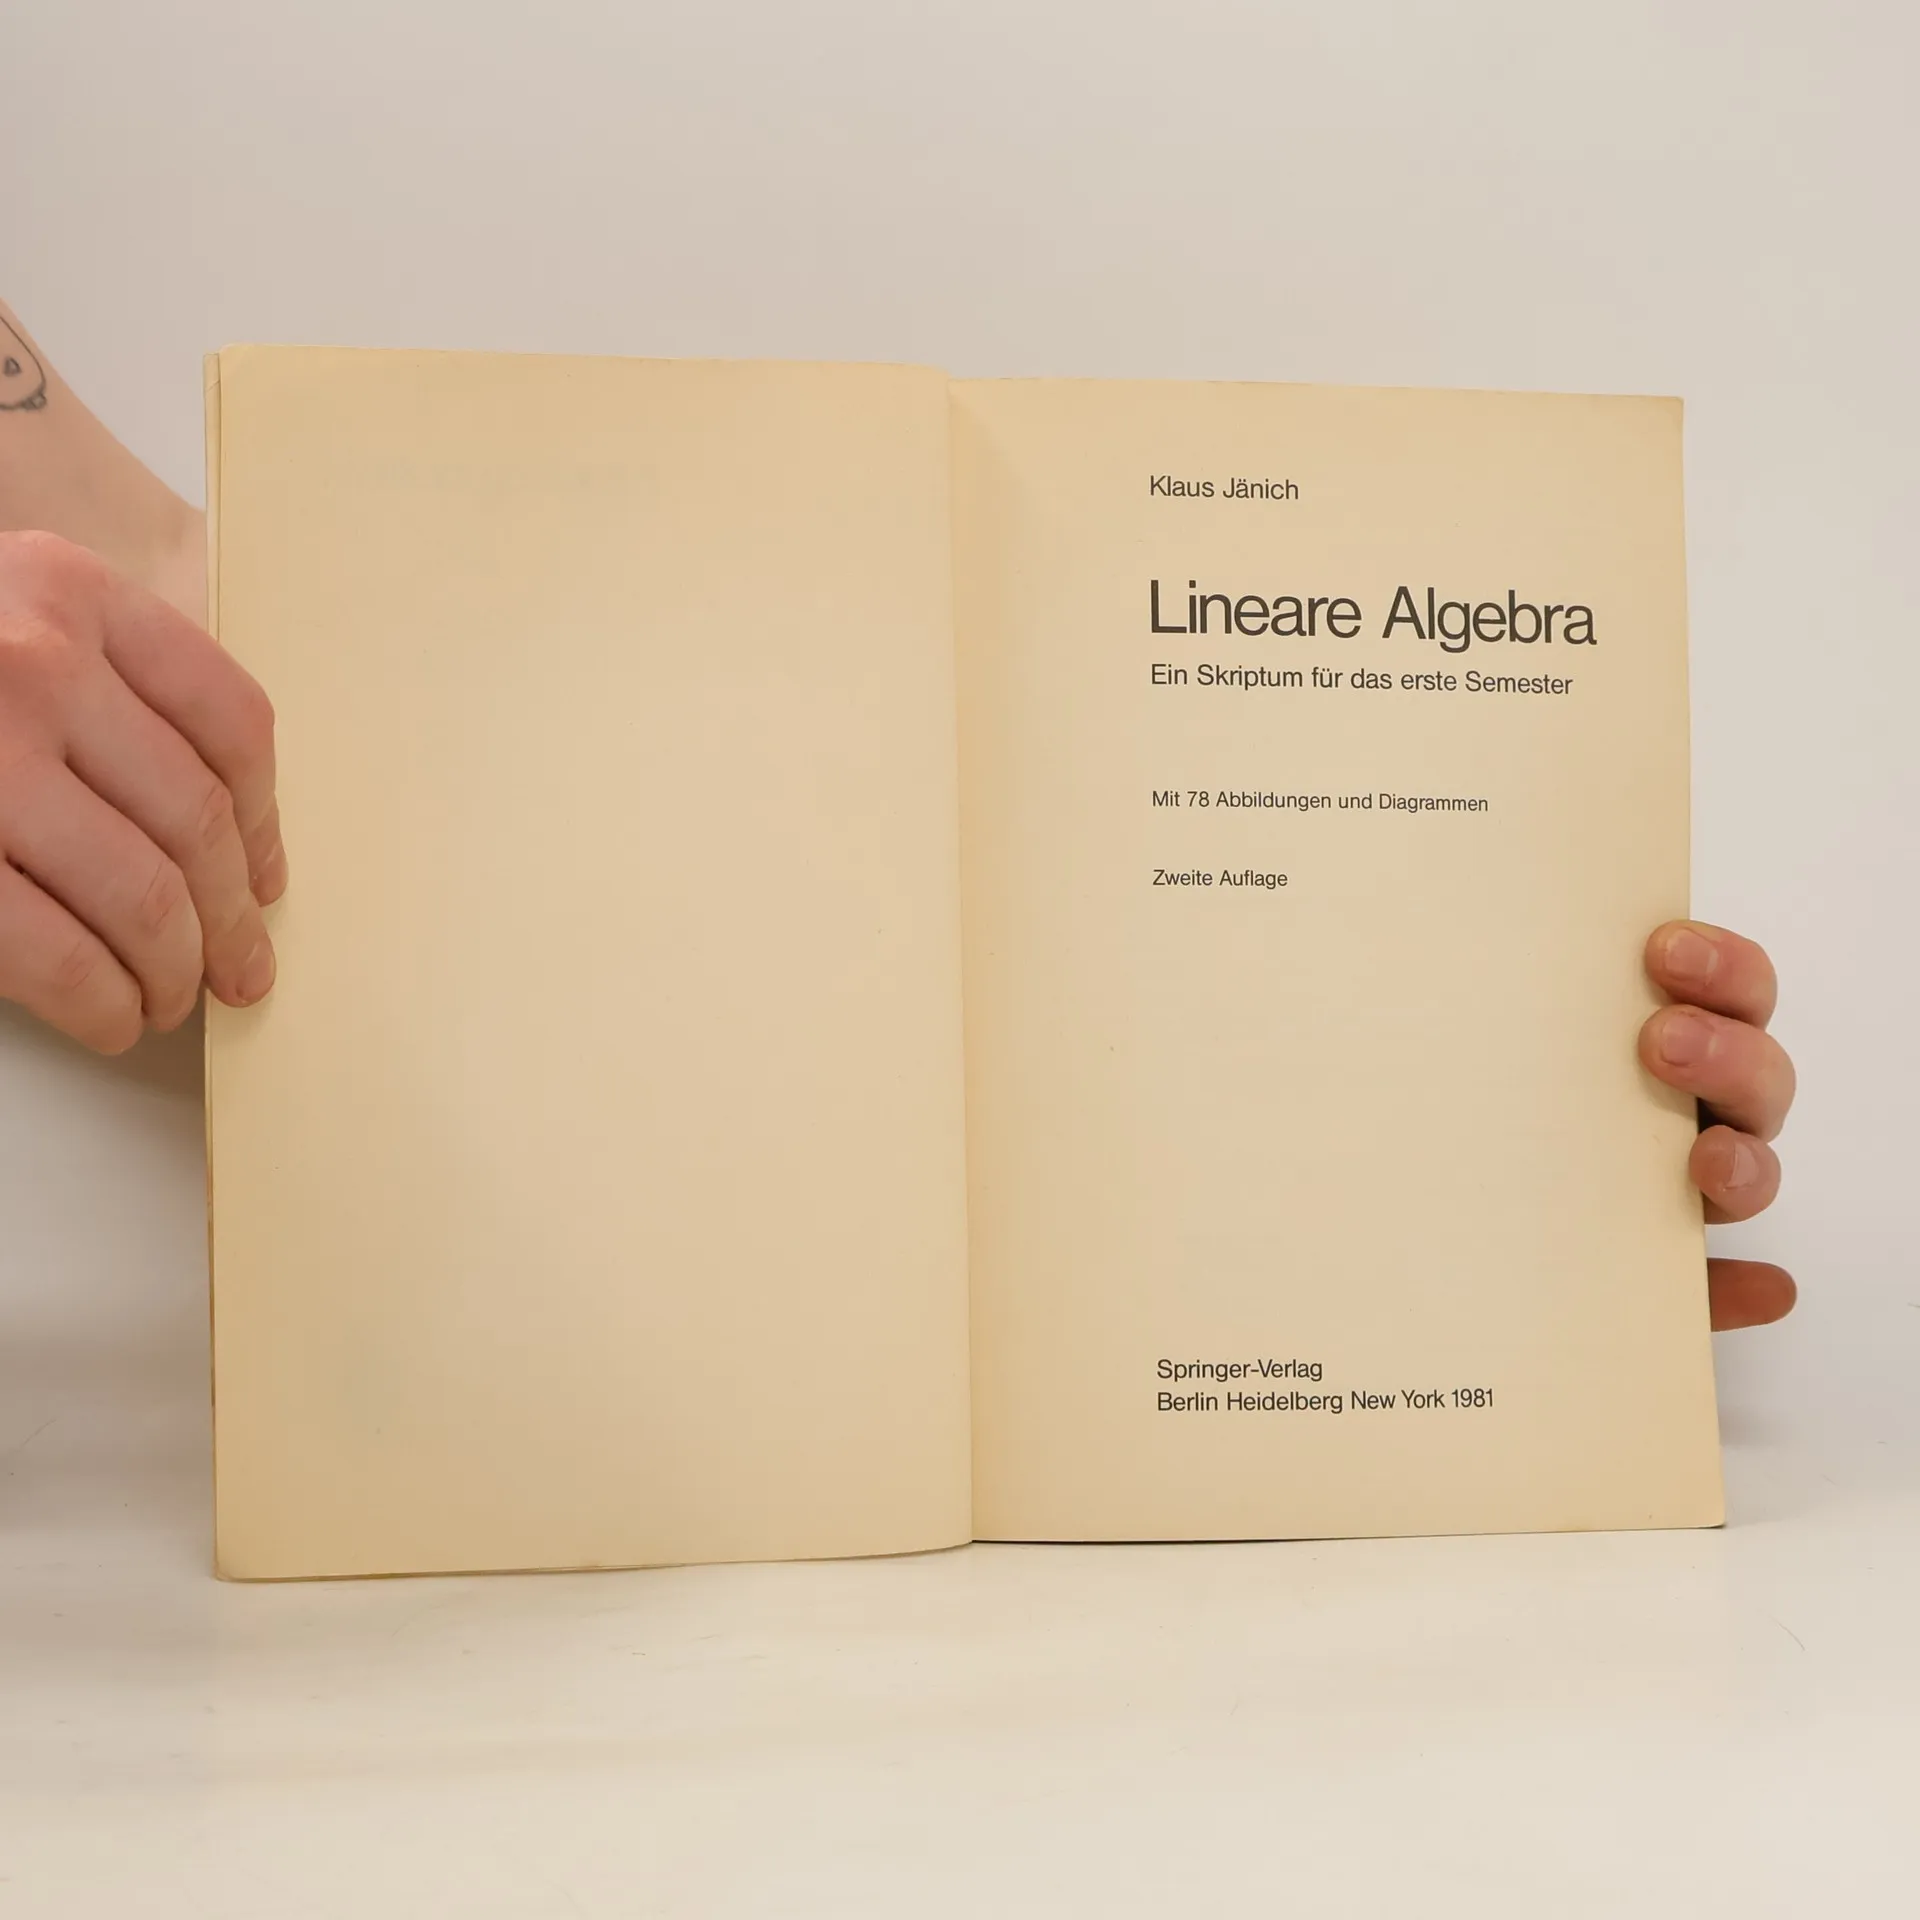 Klaus Jänich
Lineare Algebra
Ein Skriptum für das erste Semester
Mit 78 Abbildungen und Diagrammen
Zweite Auflage
Springer-Verlag
Berlin Heidelberg New York 1981